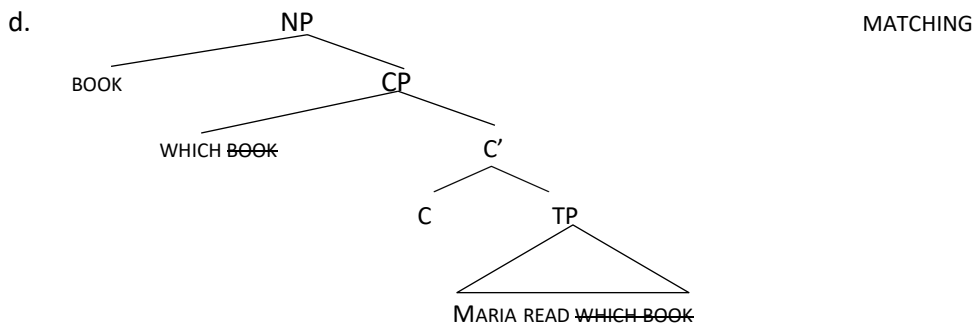 d. NP MATCHING
BOOK CP
WHICH BOOK C’
C TP
MARIA READ WHICH BOOK